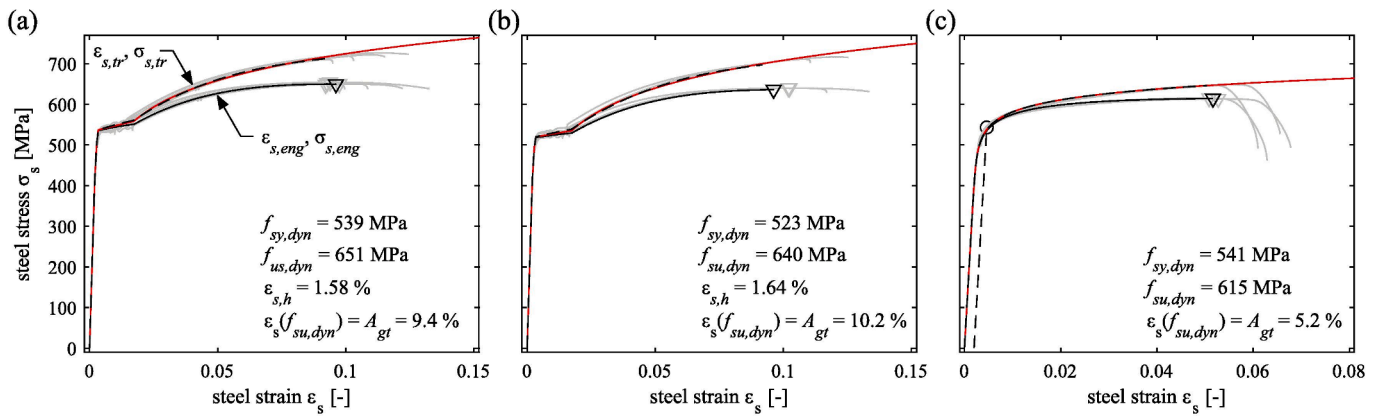 (a)
steel stress σs [MPa]
700
600
500
400
300
200
100
0
εs,tr, σs,tr
εs,eng, σs,eng
fsy,dyn = 539 MPa
fus,dyn = 651 MPa
εs,h = 1.58 %
εs(fsu,dyn) = Agt = 9.4 %
0 0.05 0.1 0.15
steel strain εs [-]
(b)
fsy,dyn = 523 MPa
fsu,dyn = 640 MPa
εs,h = 1.64 %
εs(fsu,dyn) = Agt = 10.2 %
0 0.05 0.1 0.15
steel strain εs [-]
(c)
fsy,dyn = 541 MPa
fsu,dyn = 615 MPa
εs(fsu,dyn) = Agt = 5.2 %
0 0.02 0.04 0.06 0.08
steel strain εs [-]